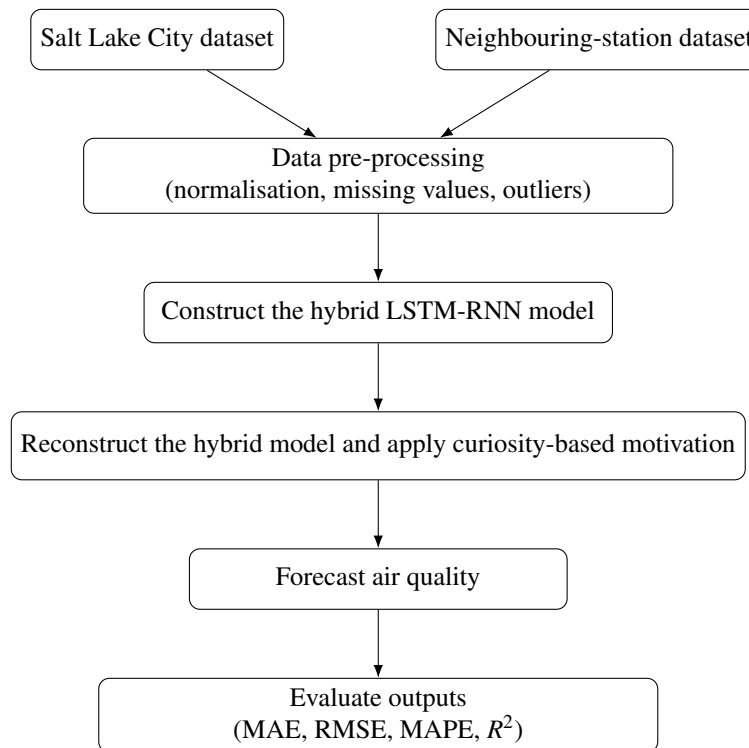 Salt Lake City dataset
Neighbouring-station dataset
Data pre-processing
(normalisation, missing values, outliers)
Construct the hybrid LSTM-RNN model
Reconstruct the hybrid model and apply curiosity-based motivation
Forecast air quality
Evaluate outputs
(MAE, RMSE, MAPE, R²)